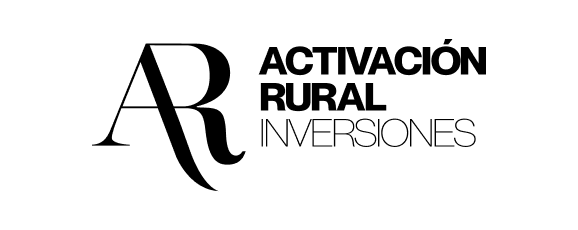 AR
ACTIVACIÓN
RURAL
INVERSIONES